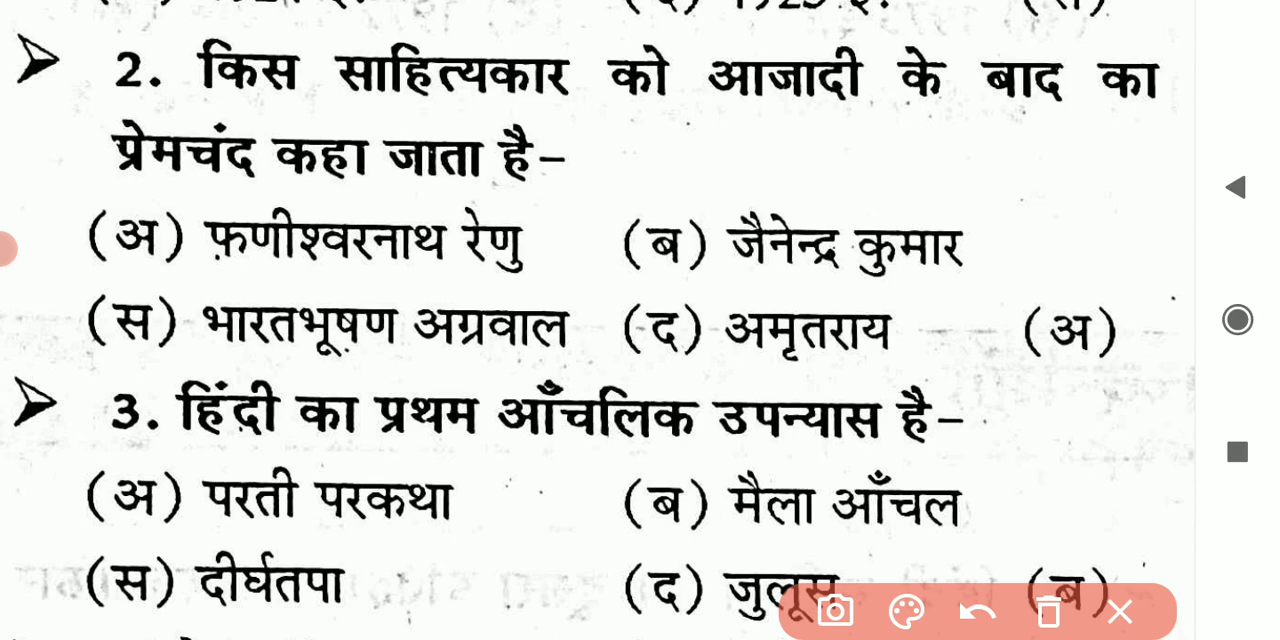 2. किस साहित्यकार को आजादी के बाद का
प्रेमचंद कहा जाता है–
(अ) फ़णीश्वरनाथ रेणु (ब) जैनेन्द्र कुमार
(स) भारतभूषण अग्रवाल (द) अमृतराय (अ)
3. हिंदी का प्रथम आँचलिक उपन्यास है–
(अ) परती परकथा (ब) मैला आँचल
(स) दीर्घतपा (द) जुलूस (ब)